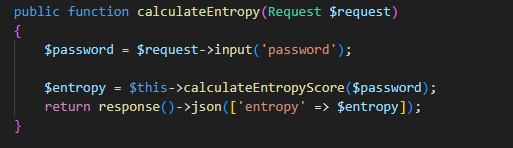 public function calculateEntropy(Request $request)
{
    $password = $request->input('password');

    $entropy = $this->calculateEntropyScore($password);
    return response()->json(['entropy' => $entropy]);
}